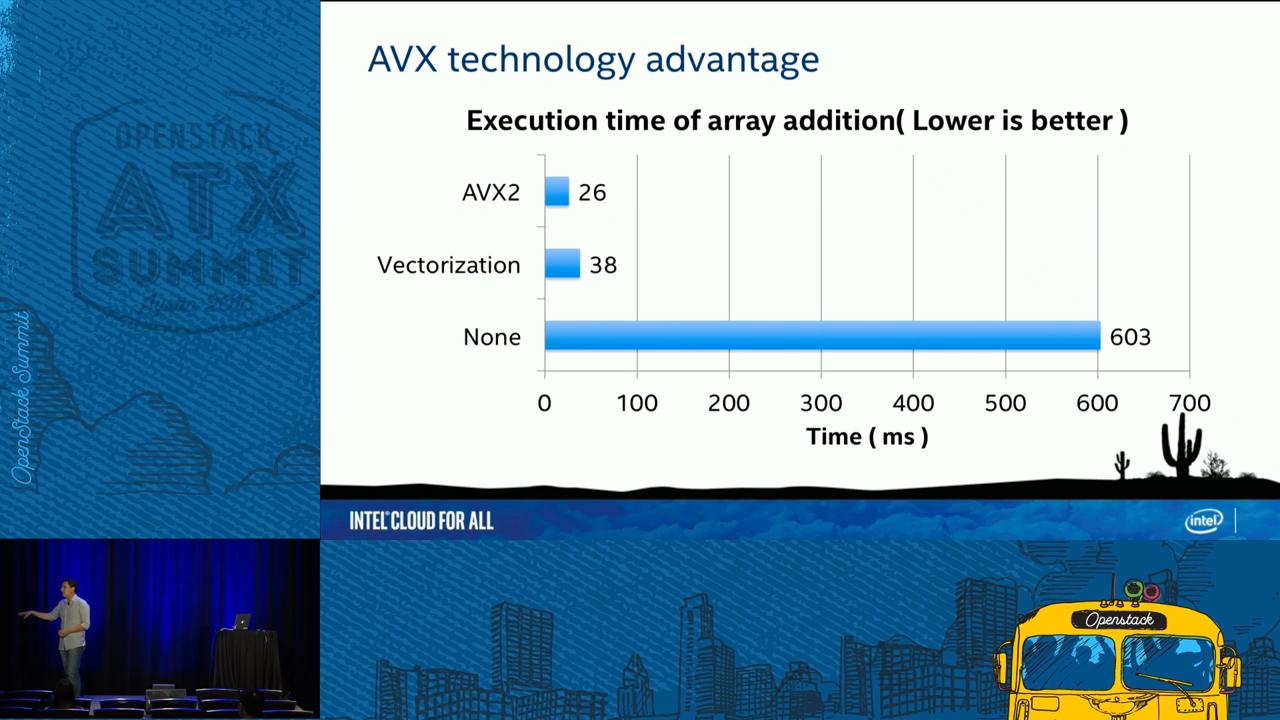 AVX technology advantage
Execution time of array addition( Lower is better )
AVX2
26
Vectorization
38
None
603
0 100 200 300 400 500 600 700
Time ( ms )
INTEL® CLOUD FOR ALL
intel
OPENSTACK
ATX
SUMMIT
Austin 2016
OpenStack Summit
Openstack